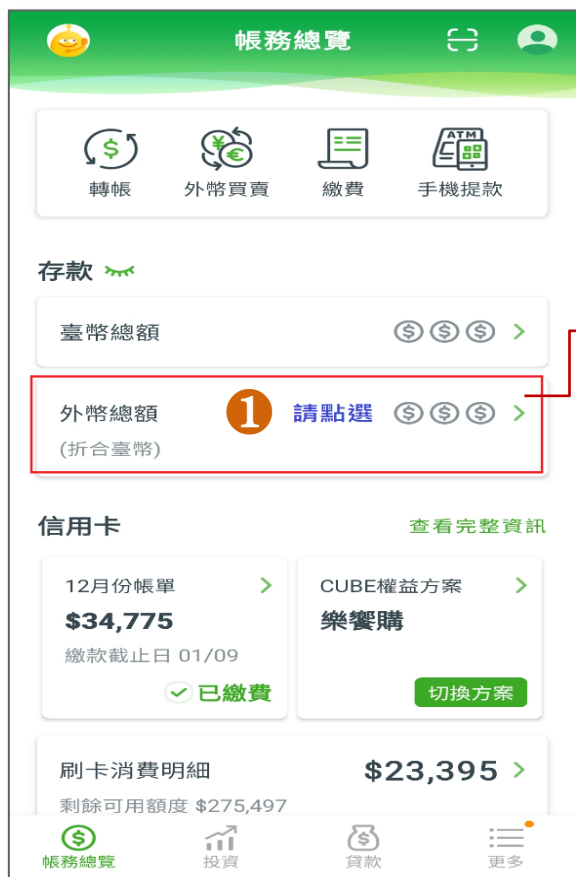 帳務總覽
轉帳
外幣買賣
繳費
ATM
手機提款
存款
臺幣總額
外幣總額
1
請點選
(折合臺幣)
信用卡
查看完整資訊
12月份帳單
$34,775
繳款截止日 01/09
已繳費
CUBE權益方案
樂饗購
切換方案
刷卡消費明細
$23,395
剩餘可用額度 $275,497
帳務總覽
投資
貸款
更多